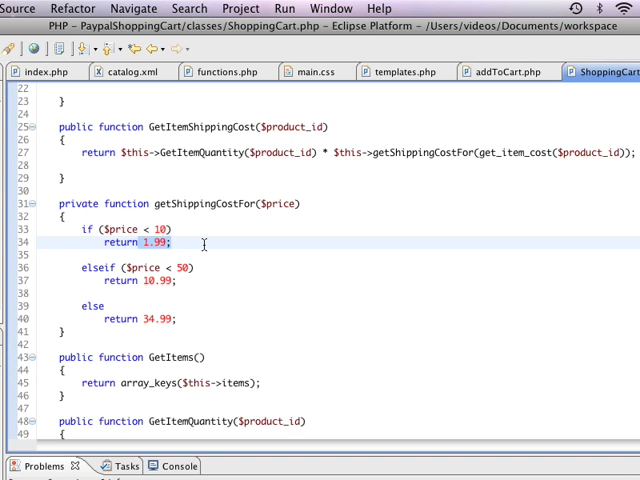 Source Refactor Navigate Search Project Run Window Help
PHP - PaypalShoppingCart/classes/ShoppingCart.php - Eclipse Platform - /Users/videos/Documents/workspace
index.php catalog.xml functions.php main.css templates.php addToCart.php ShoppingCart
22
23 }
24
25 public function GetItemShippingCost($product_id)
26 {
27 return $this->GetItemQuantity($product_id) * $this->getShippingCostFor(get_item_cost($product_id));
28
29 }
30
31 private function getShippingCostFor($price)
32 {
33 if ($price < 10)
34 return 1.99;
35
36 elseif ($price < 50)
37 return 10.99;
38
39 else
40 return 34.99;
41 }
42
43 public function GetItems()
44 {
45 return array_keys($this->items);
46 }
47
48 public function GetItemQuantity($product_id)
49 {
Problems Tasks Console